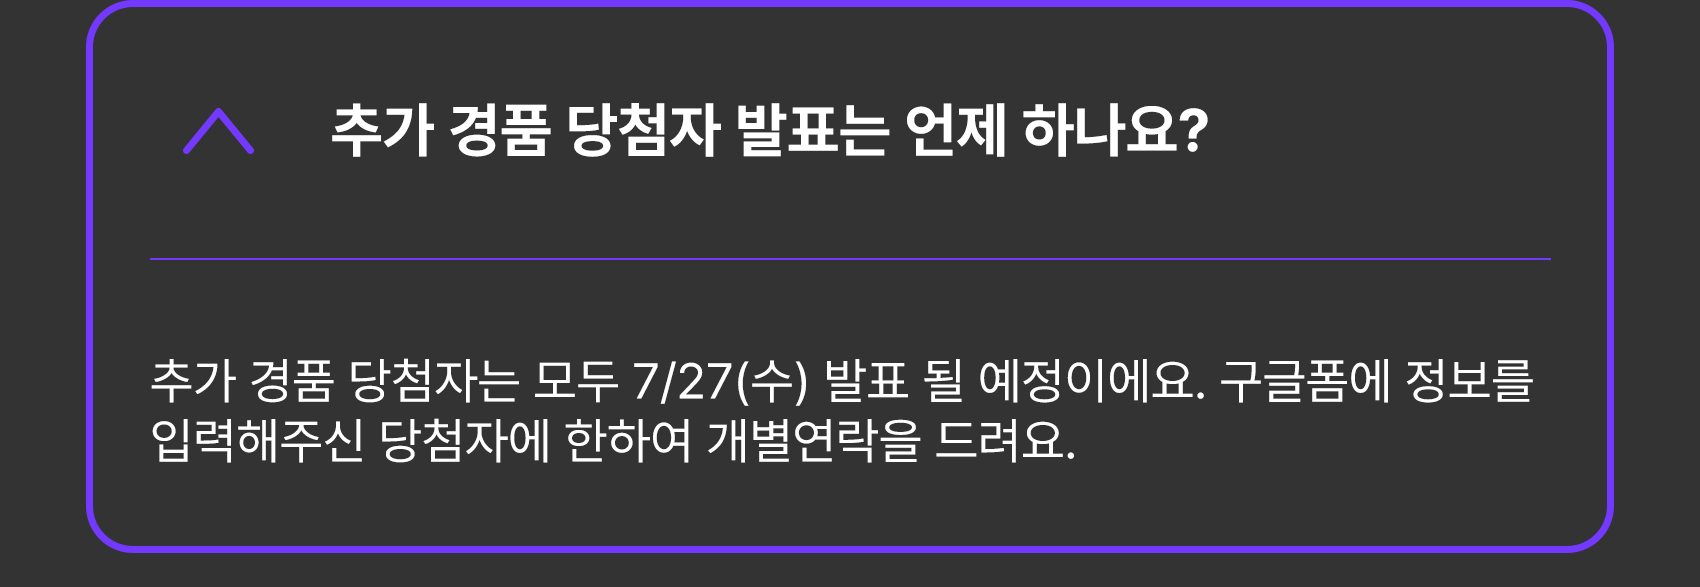 추가 경품 당첨자 발표는 언제 하나요?
추가 경품 당첨자는 모두 7/27(수) 발표 될 예정이에요. 구글폼에 정보를
입력해주신 당첨자에 한하여 개별연락을 드려요.